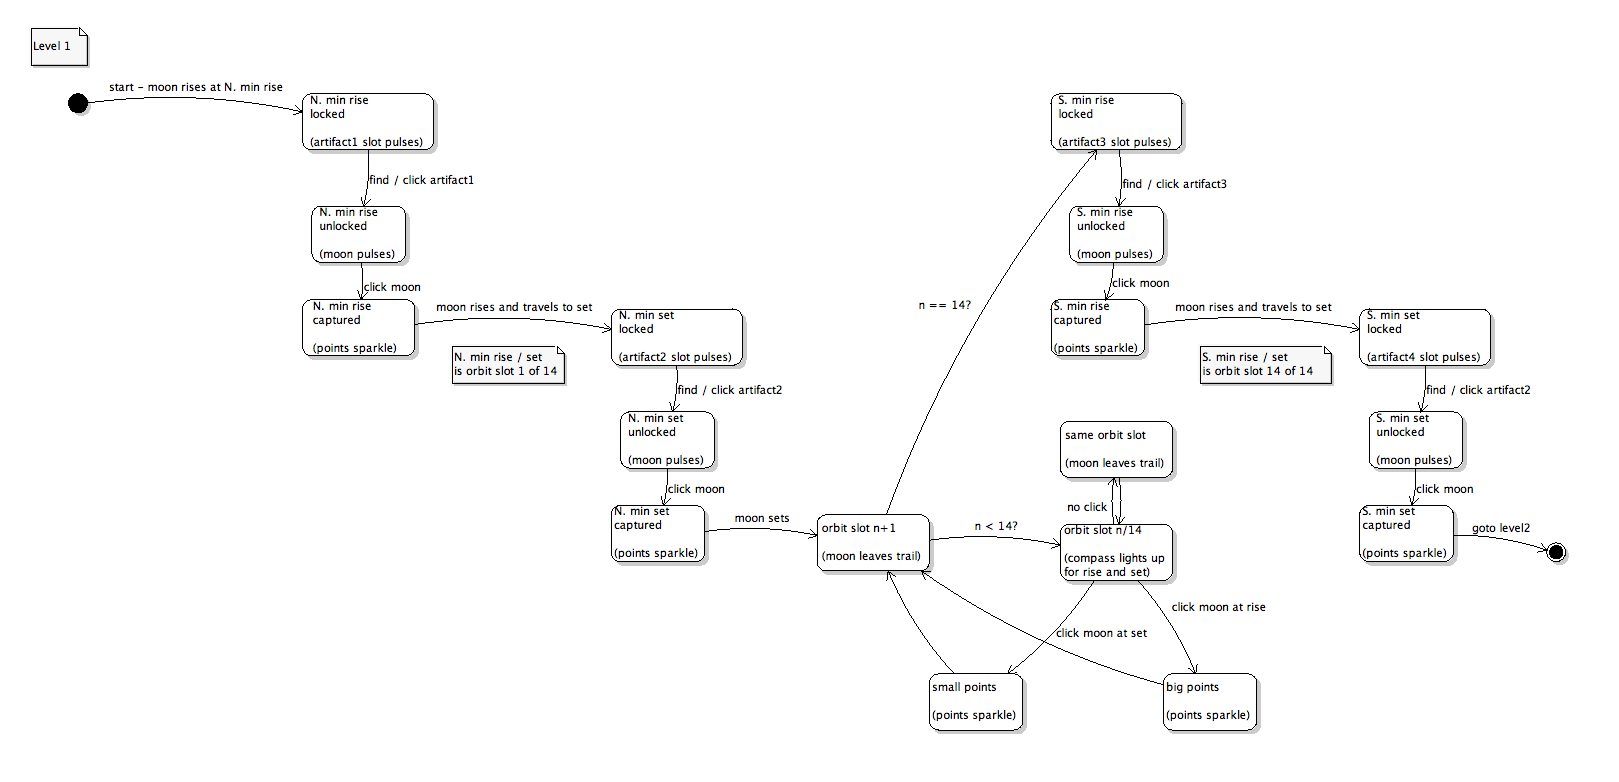 Level 1
start - moon rises at N. min rise
N. min rise
locked
(artifact1 slot pulses)
find / click artifact1
N. min rise
unlocked
(moon pulses)
click moon
N. min rise
captured
(points sparkle)
moon rises and travels to set
N. min rise / set
is orbit slot 1 of 14
N. min set
locked
(artifact2 slot pulses)
find / click artifact2
N. min set
unlocked
(moon pulses)
click moon
N. min set
captured
(points sparkle)
moon sets
orbit slot n+1
(moon leaves trail)
n < 14?
n == 14?
same orbit slot
(moon leaves trail)
no click
orbit slot n/14
(compass lights up
for rise and set)
click moon at rise
click moon at set
small points
(points sparkle)
big points
(points sparkle)
S. min rise
locked
(artifact3 slot pulses)
find / click artifact3
S. min rise
unlocked
(moon pulses)
click moon
S. min rise
captured
(points sparkle)
moon rises and travels to set
S. min rise / set
is orbit slot 14 of 14
S. min set
locked
(artifact4 slot pulses)
find / click artifact2
S. min set
unlocked
(moon pulses)
click moon
S. min set
captured
(points sparkle)
goto level2